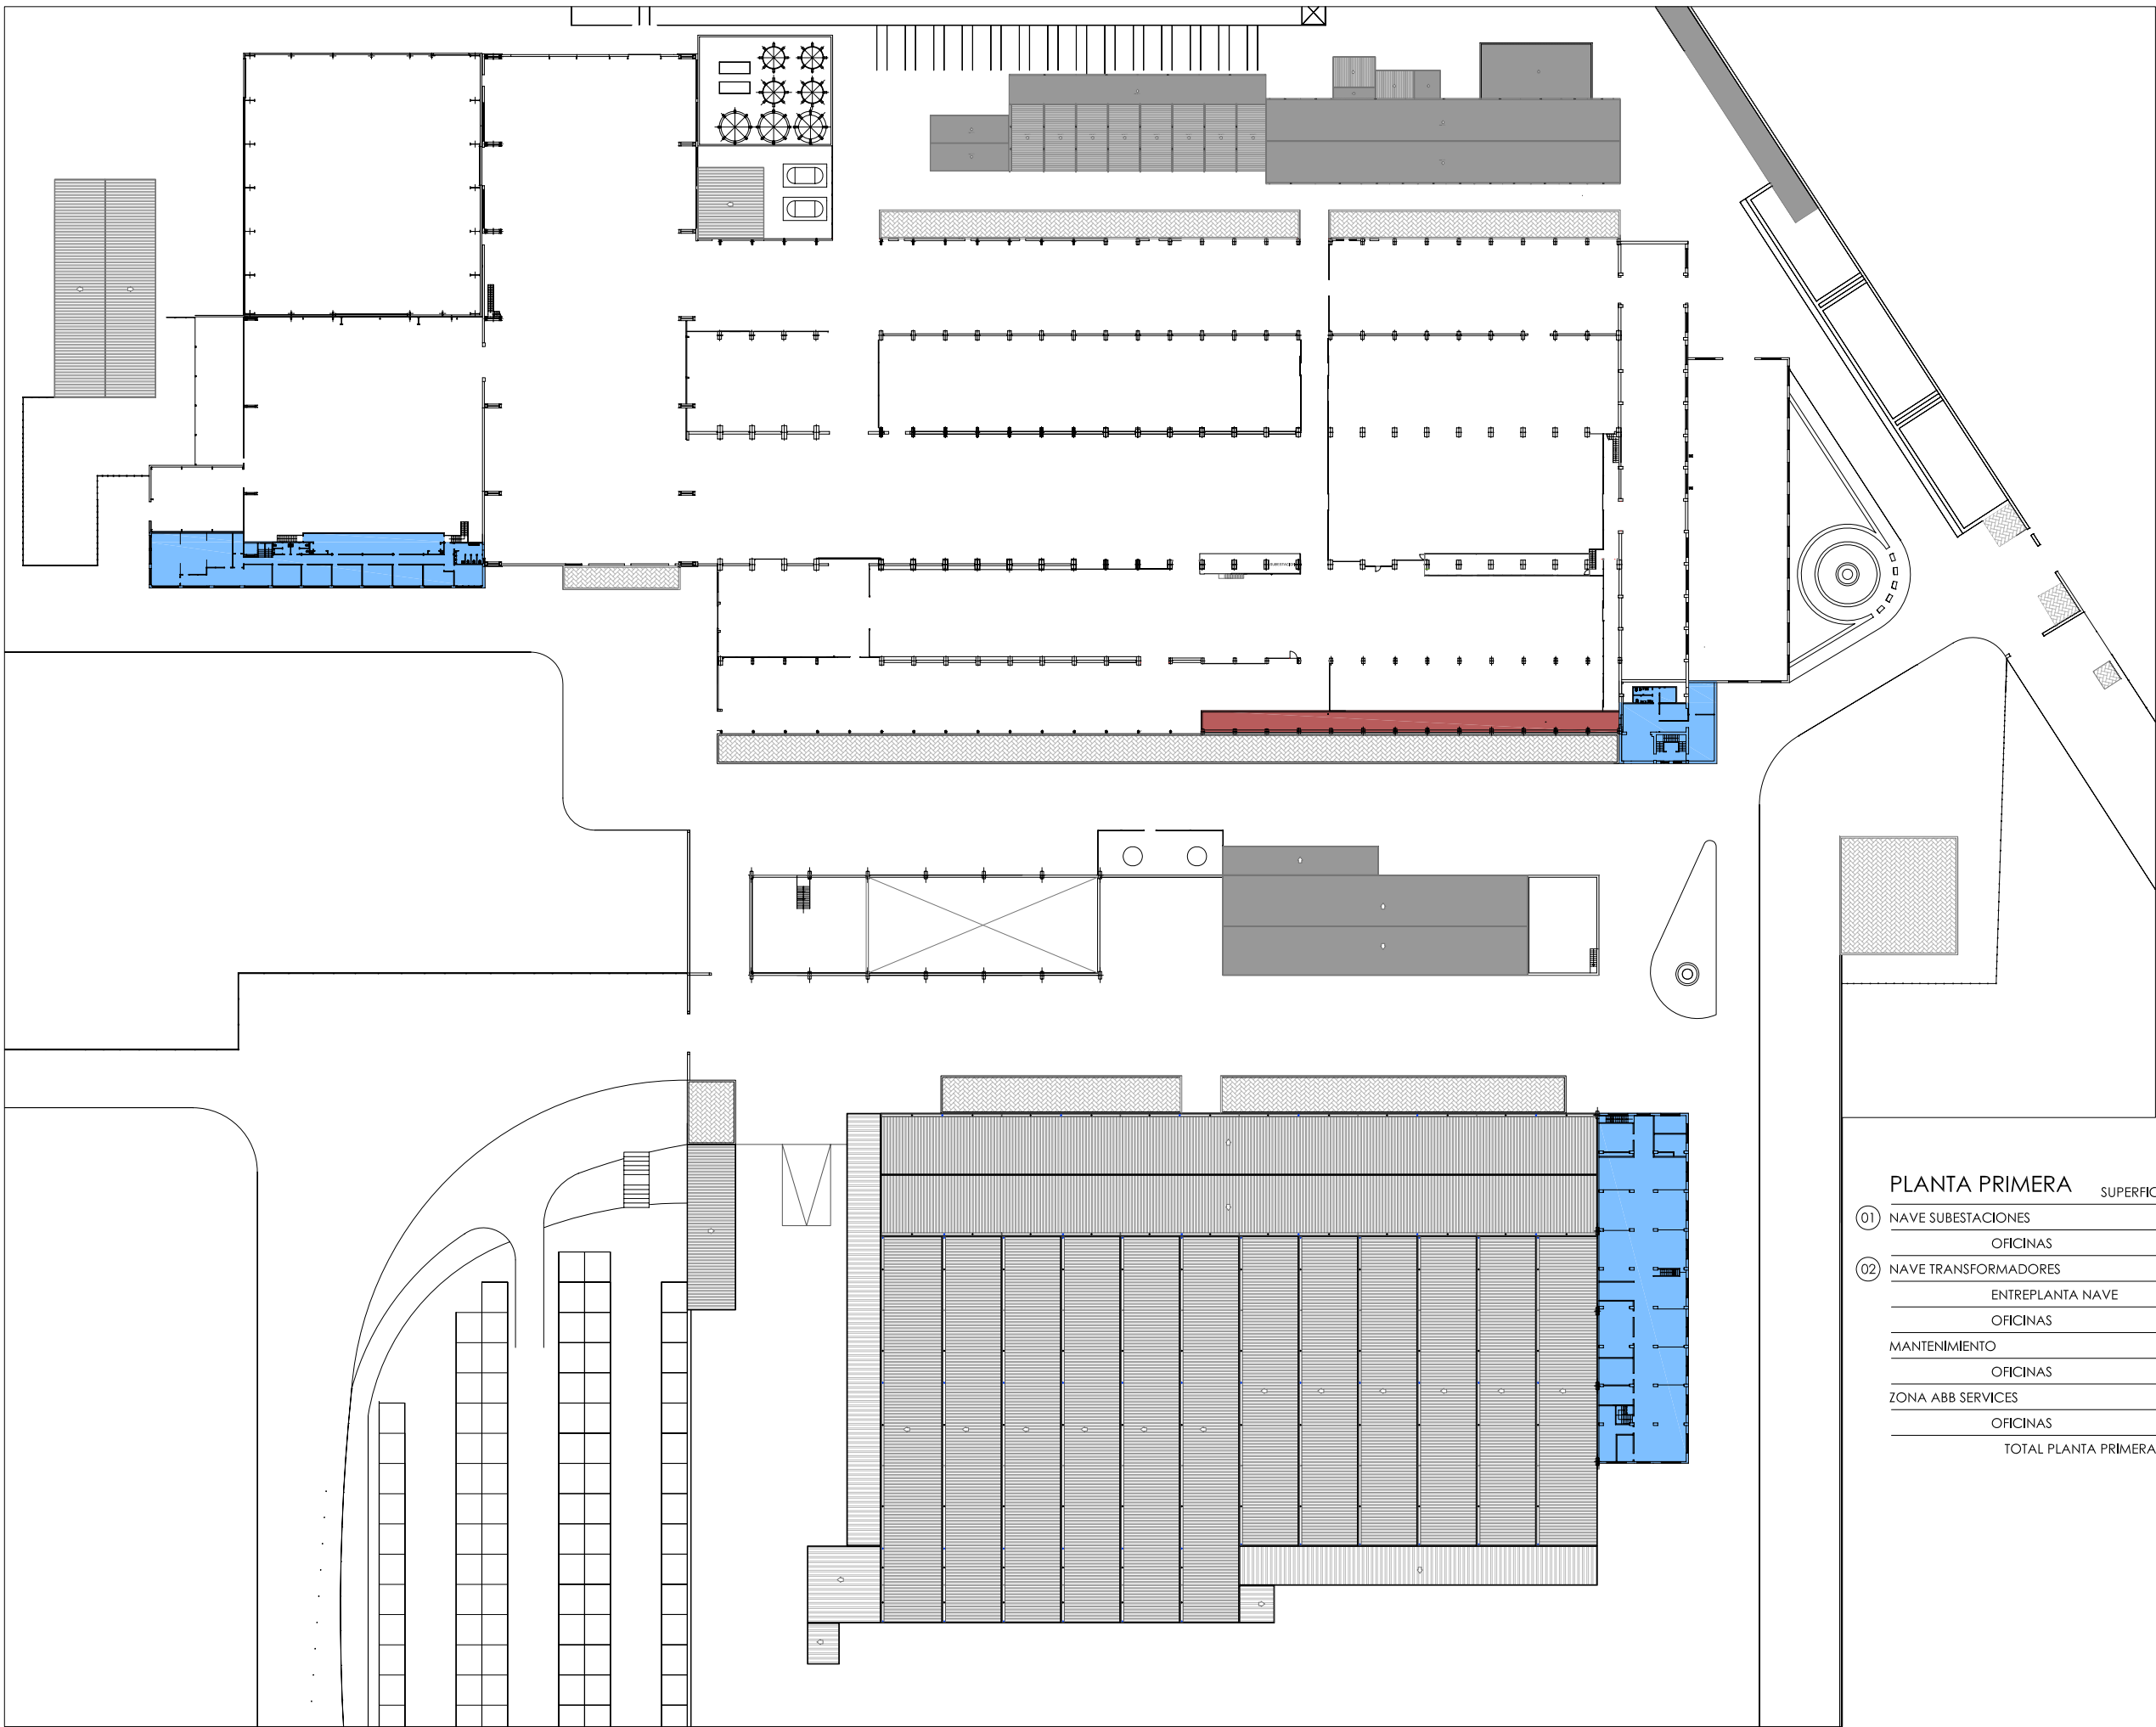 SUBESTACION
PLANTA PRIMERA SUPERFIC
01 NAVE SUBESTACIONES
OFICINAS
02 NAVE TRANSFORMADORES
ENTREPLANTA NAVE
OFICINAS
MANTENIMIENTO
OFICINAS
ZONA ABB SERVICES
OFICINAS
TOTAL PLANTA PRIMERA